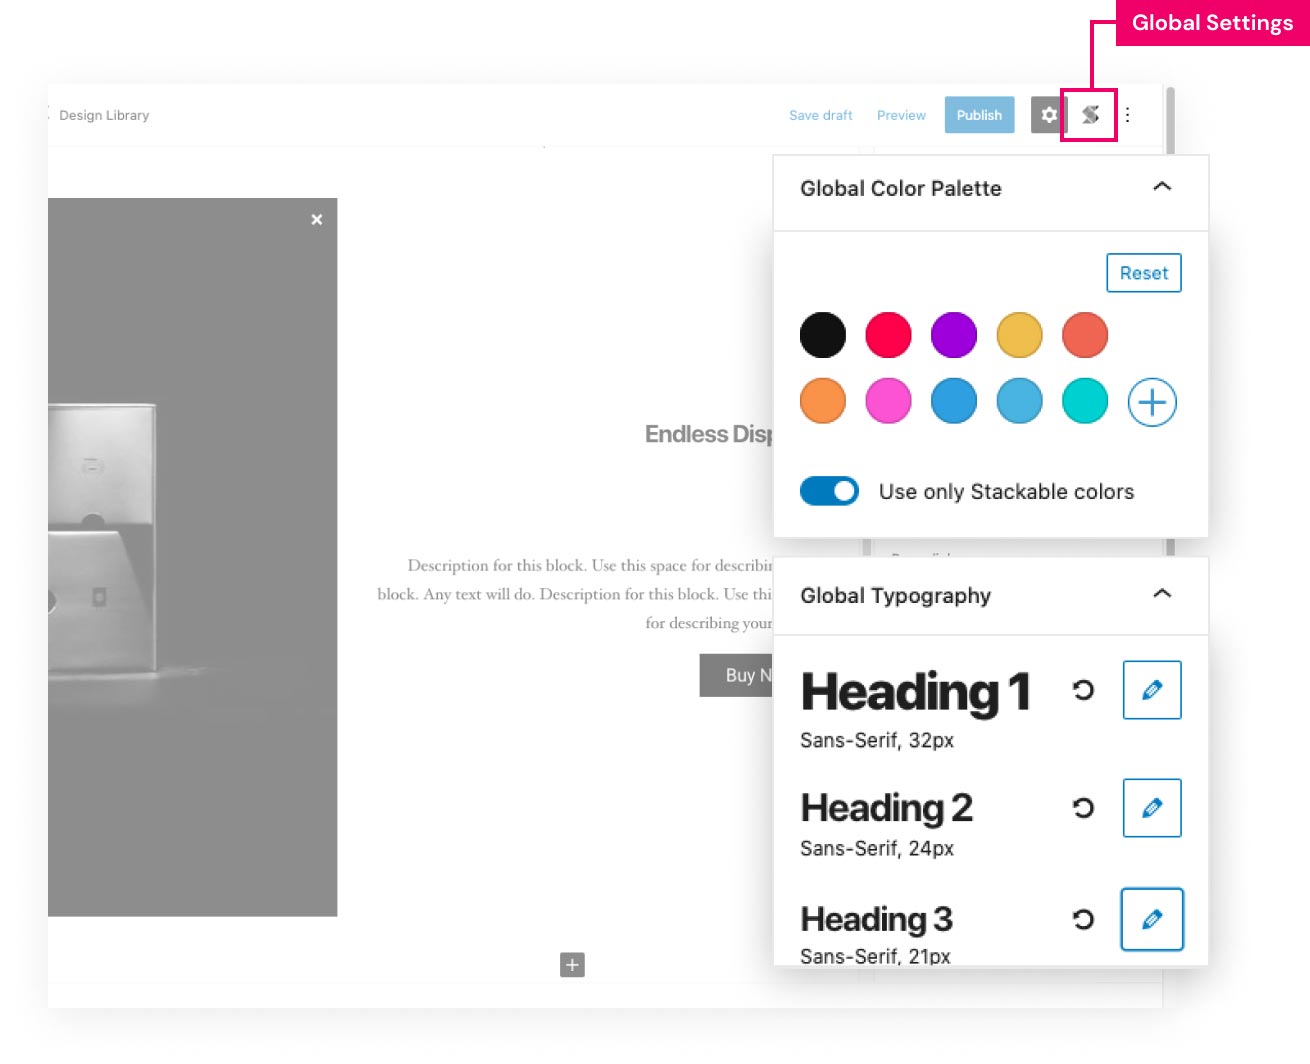 Global Settings
Design Library
Save draft
Preview
Publish
Global Color Palette
Reset
Use only Stackable colors
Endless Disp
Description for this block. Use this space for describin
block. Any text will do. Description for this block. Use thi
for describing your
Buy N
Global Typography
Heading 1
Sans-Serif, 32px
Heading 2
Sans-Serif, 24px
Heading 3
Sans-Serif, 21px